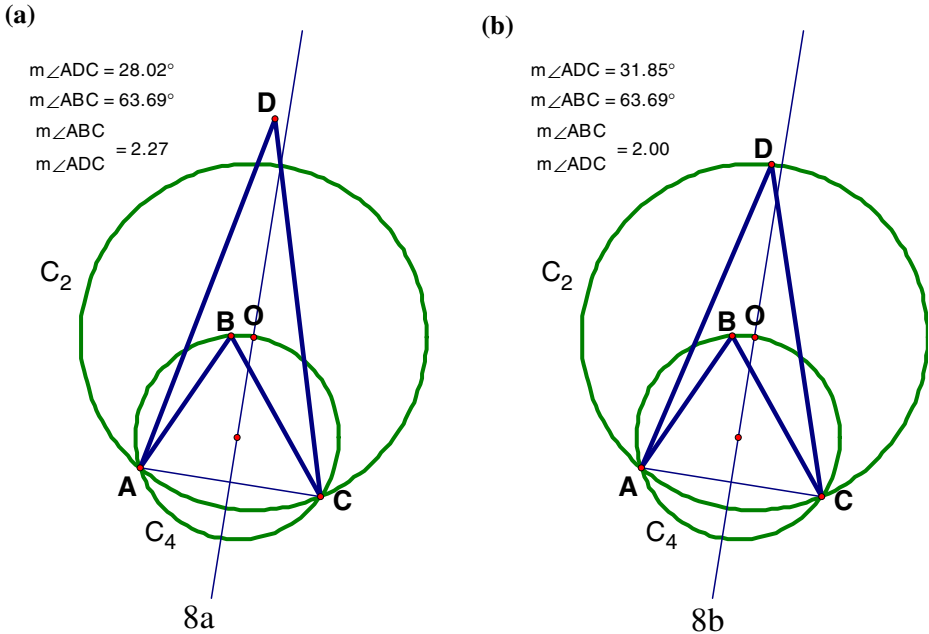 (a)
m∠ADC = 28.02°
m∠ABC = 63.69°
m∠ABC
m∠ADC
= 2.27
D
C2
B
O
A
C
C4
8a
(b)
m∠ADC = 31.85°
m∠ABC = 63.69°
m∠ABC
m∠ADC
= 2.00
D
C2
B
O
A
C
C4
8b